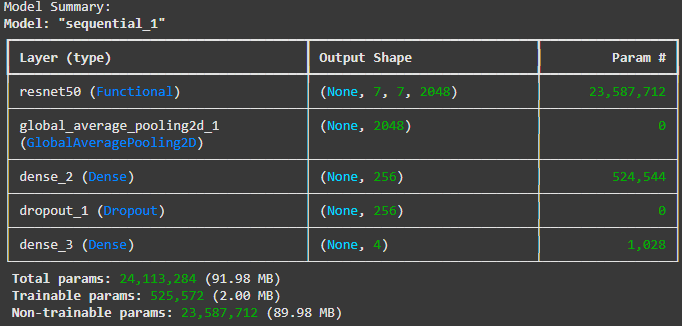 Model Summary:
Model: "sequential_1"
Layer (type) Output Shape Param #
resnet50 (Functional) (None, 7, 7, 2048) 23,587,712
global_average_pooling2d_1 (None, 2048) 0
(GlobalAveragePooling2D)
dense_2 (Dense) (None, 256) 524,544
dropout_1 (Dropout) (None, 256) 0
dense_3 (Dense) (None, 4) 1,028
Total params: 24,113,284 (91.98 MB)
Trainable params: 525,572 (2.00 MB)
Non-trainable params: 23,587,712 (89.98 MB)